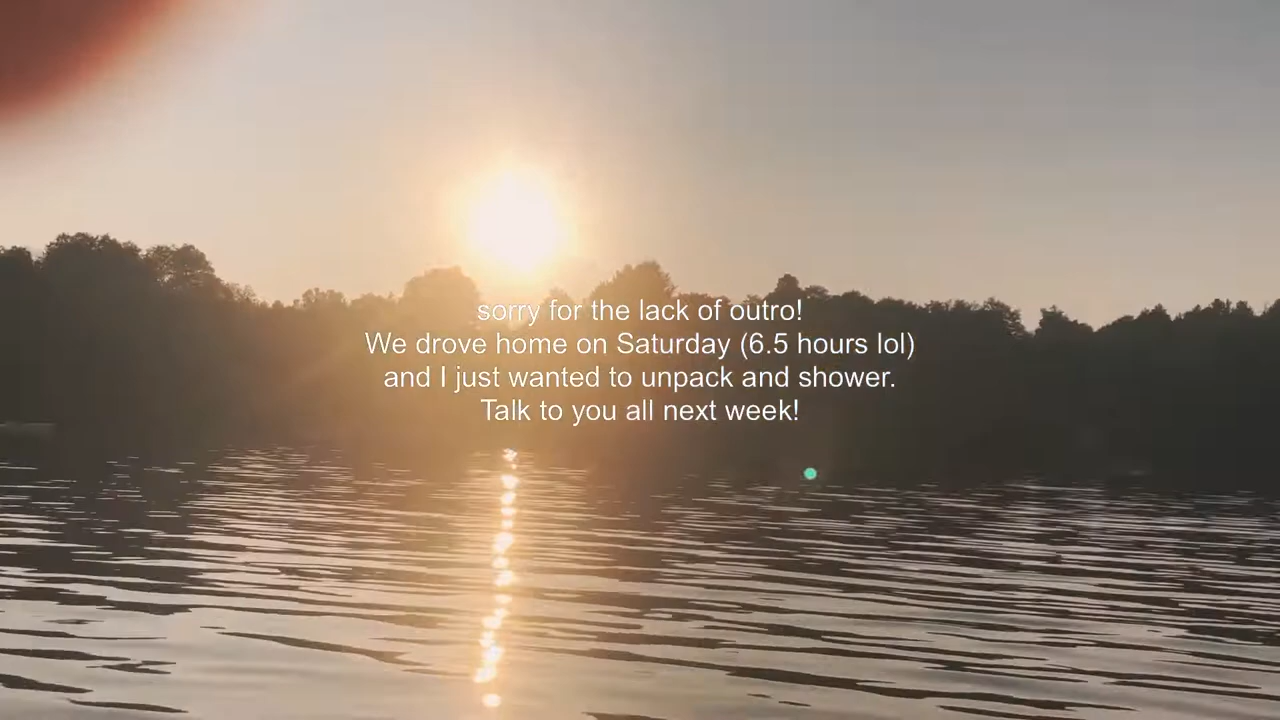 sorry for the lack of outro!
We drove home on Saturday (6.5 hours lol)
and I just wanted to unpack and shower.
Talk to you all next week!